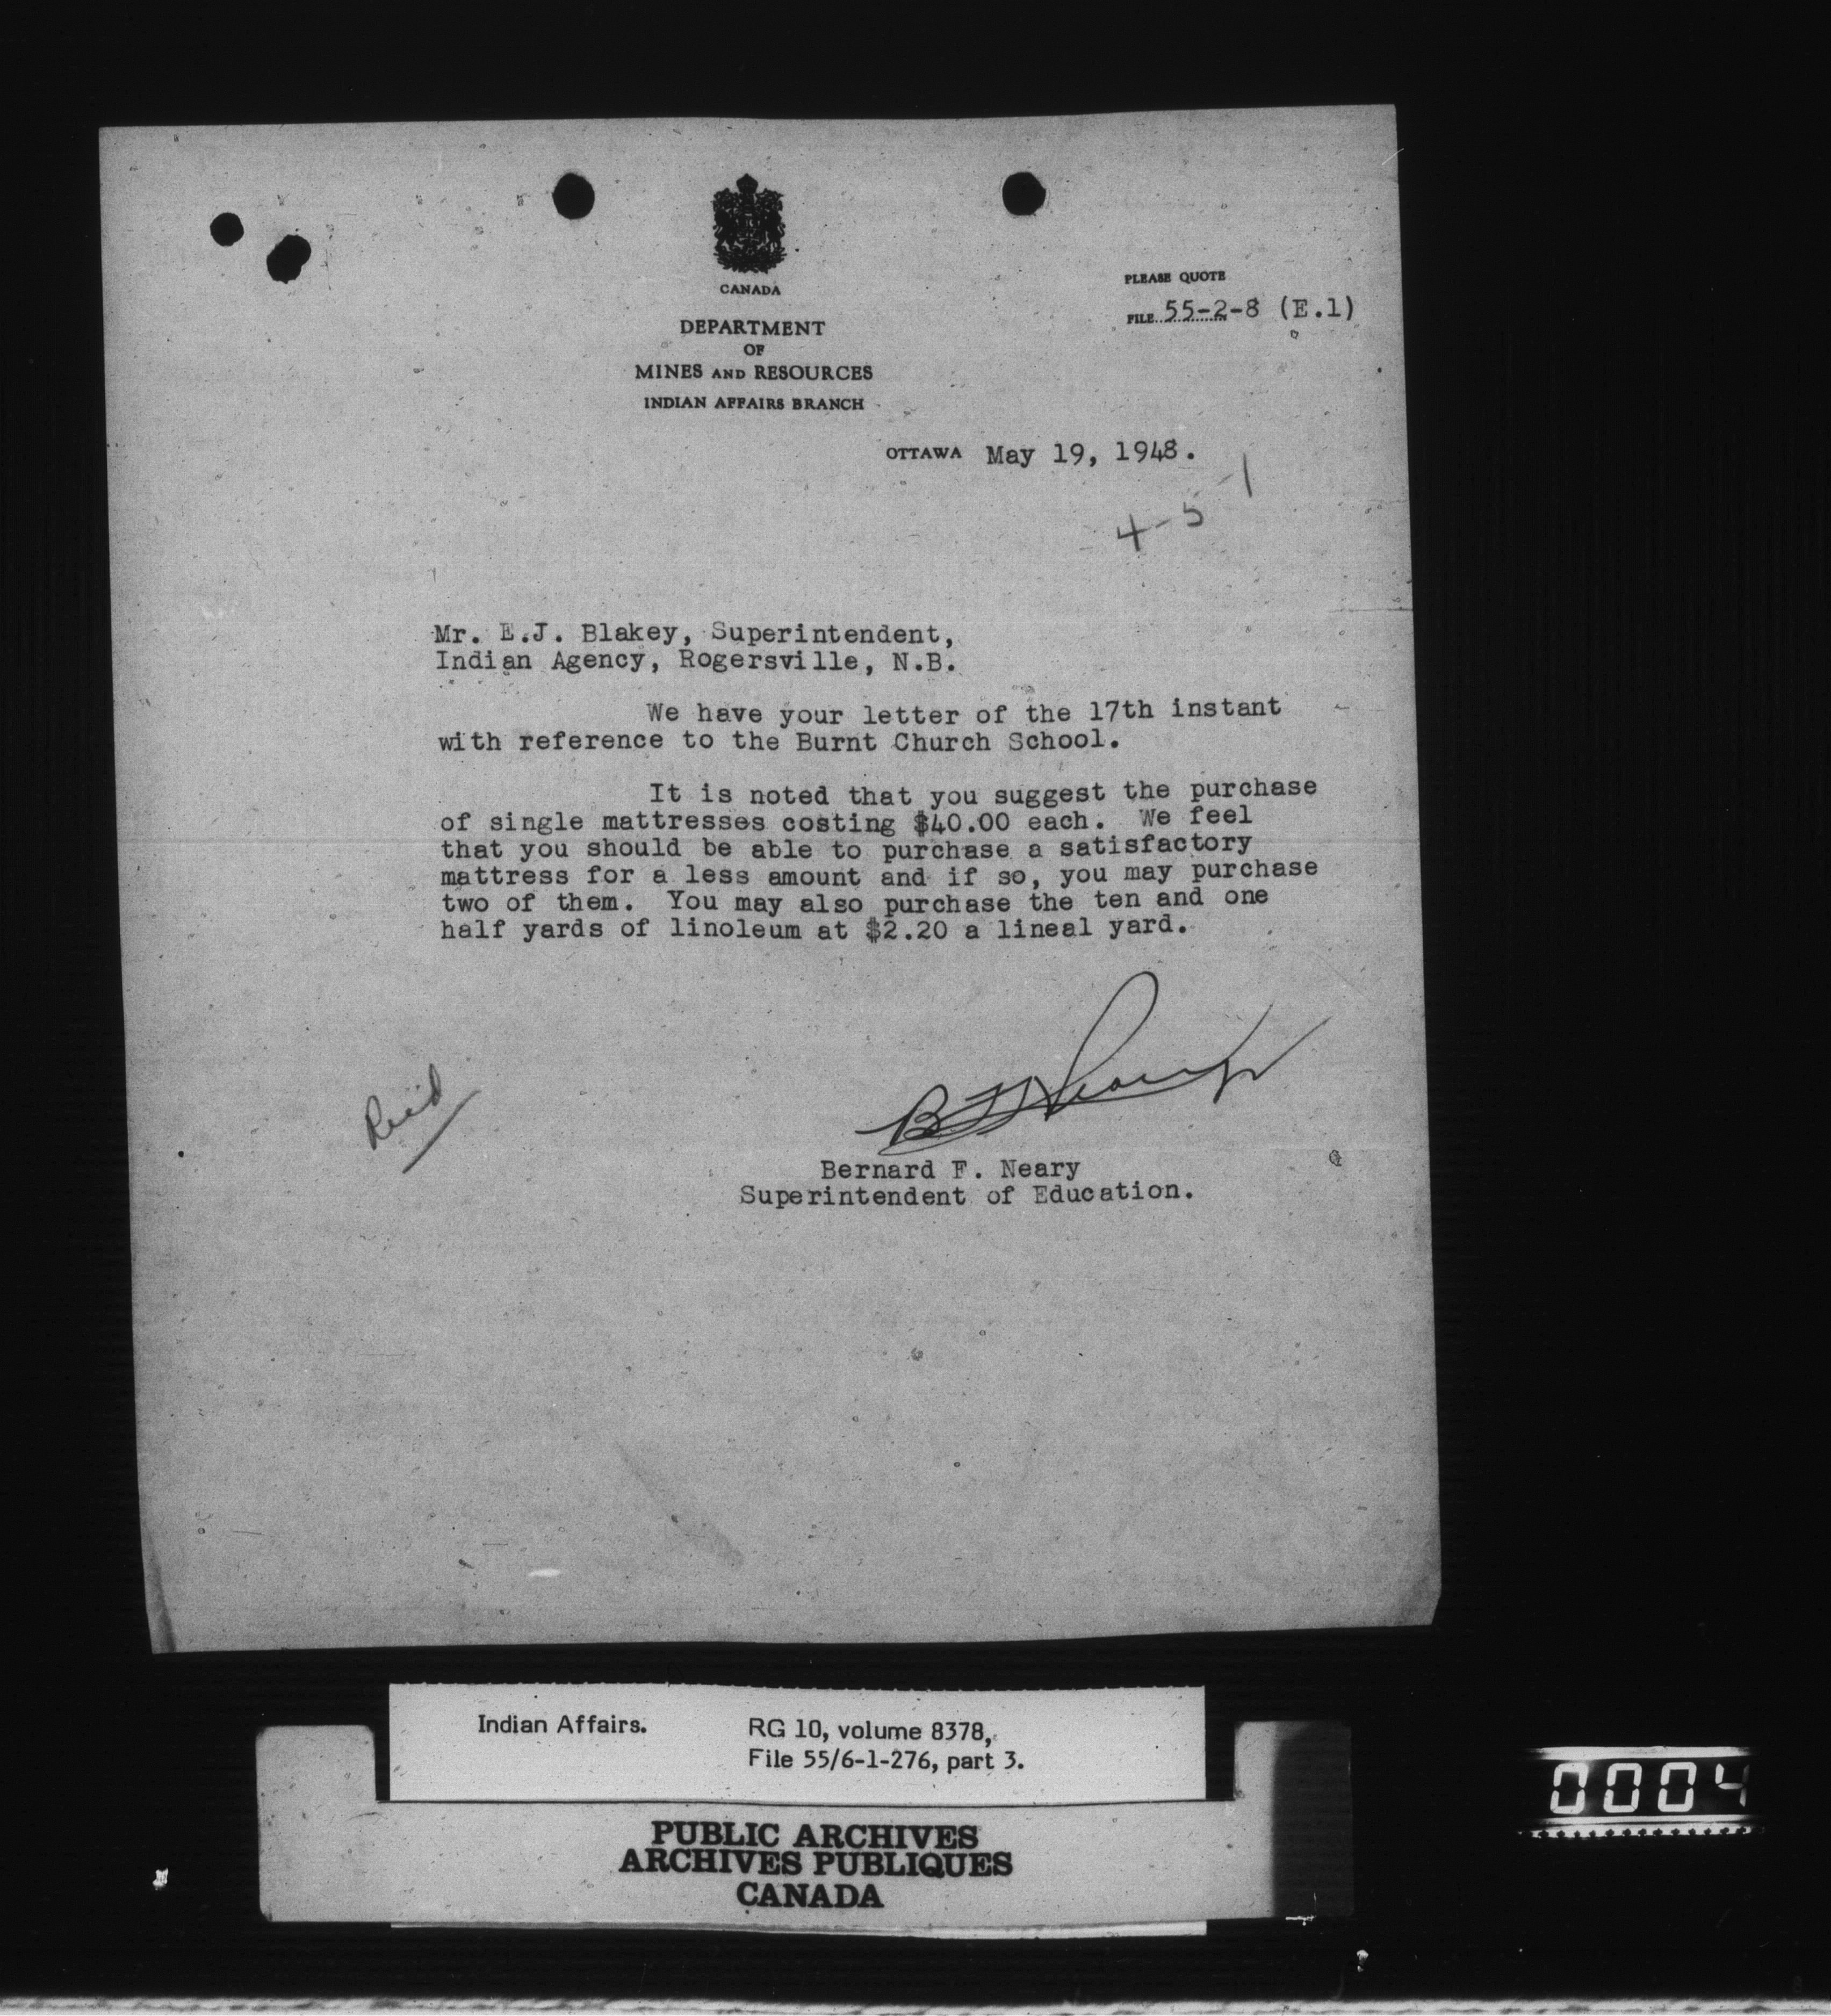 CANADA
DEPARTMENT
OF
MINES AND RESOURCES
INDIAN AFFAIRS BRANCH
PLEASE QUOTE
FILE 55-2-8 (E.1)
OTTAWA May 19, 1948.
4-5-1
Mr. E.J. Blakey, Superintendent,
Indian Agency, Rogersville, N.B.
We have your letter of the 17th instant
with reference to the Burnt Church School.
It is noted that you suggest the purchase
of single mattresses costing $40.00 each. We feel
that you should be able to purchase a satisfactory
mattress for a less amount and if so, you may purchase
two of them. You may also purchase the ten and one
half yards of linoleum at $2.20 a lineal yard.
Reid
B F Neary
Bernard F. Neary
Superintendent of Education.
Indian Affairs. RG 10, volume 8378,
File 55/6-1-276, part 3.
PUBLIC ARCHIVES
ARCHIVES PUBLIQUES
CANADA
0004